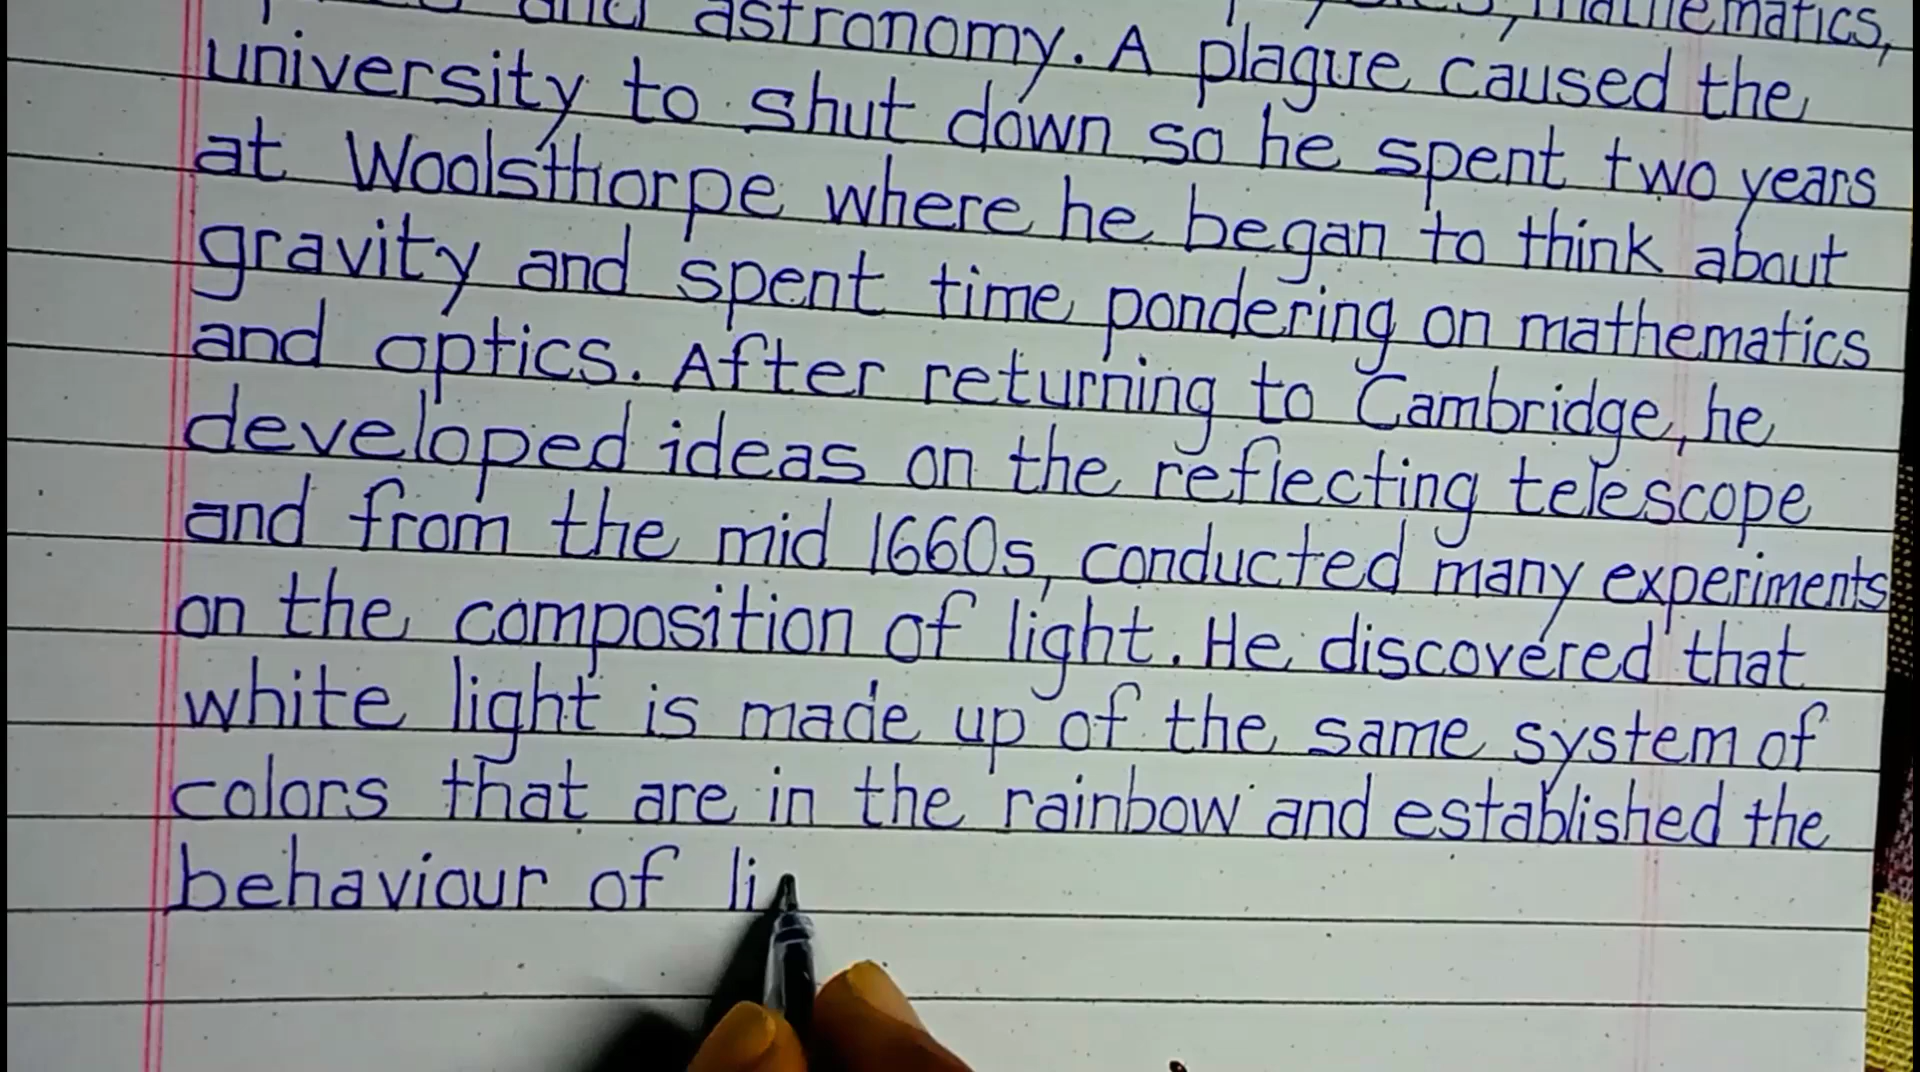 and astronomy. A plague caused the mathematics,
university to shut down so he spent two years
at Woolsthorpe where he began to think about
gravity and spent time pondering on mathematics
and optics. After returning to Cambridge, he
developed ideas on the reflecting telescope
and from the mid 1660s, conducted many experiments
on the composition of light. He discovered that
white light is made up of the same system of
colors that are in the rainbow and established the
behaviour of li